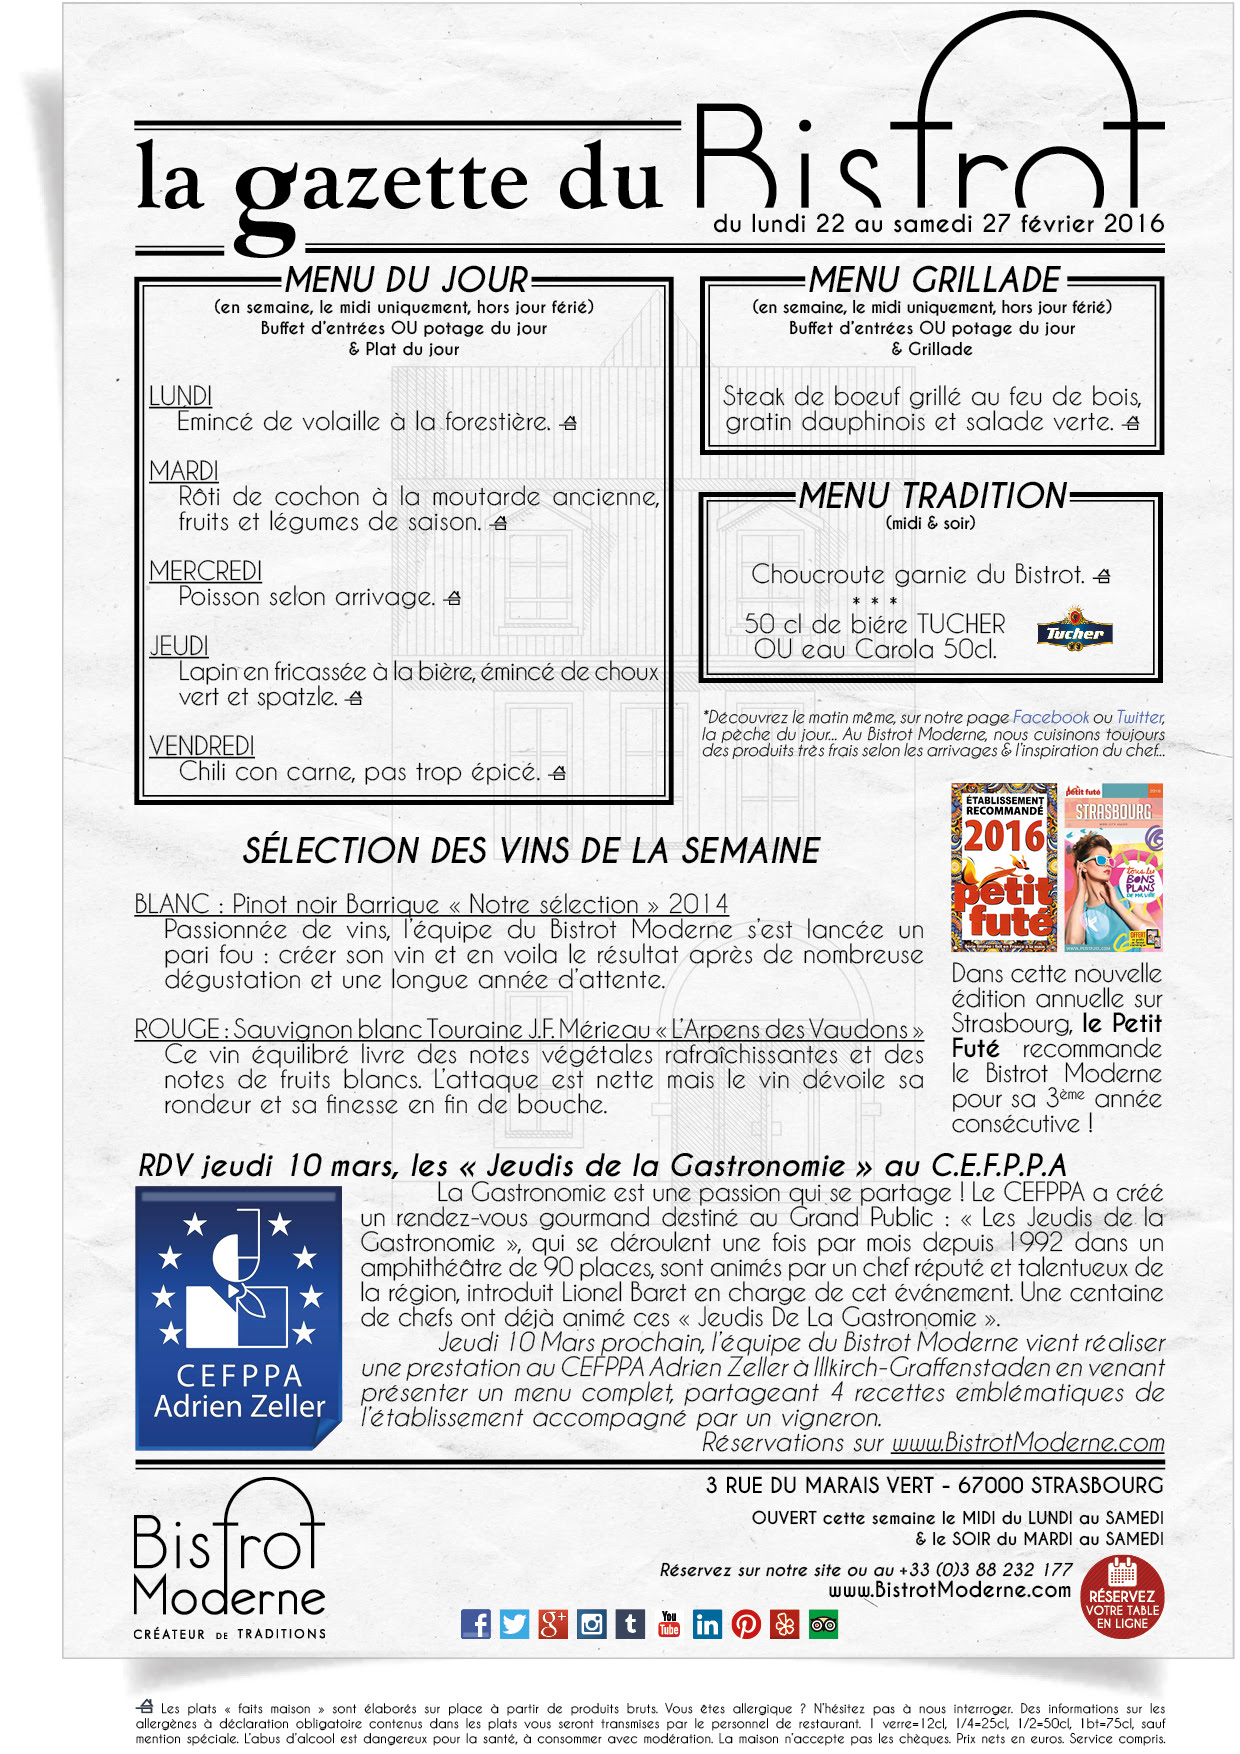 la gazette du Bistrot
du lundi 22 au samedi 27 février 2016
MENU DU JOUR
(en semaine, le midi uniquement, hors jour férié)
Buffet d'entrées OU potage du jour
& Plat du jour
LUNDI
Emincé de volaille à la forestière.
MARDI
Rôti de cochon à la moutarde ancienne,
fruits et légumes de saison.
MERCREDI
Poisson selon arrivage.
JEUDI
Lapin en fricassée à la bière, émincé de choux
vert et spatzle.
VENDREDI
Chili con carne, pas trop épicé.
MENU GRILLADE
(en semaine, le midi uniquement, hors jour férié)
Buffet d'entrées OU potage du jour
& Grillade
Steak de boeuf grillé au feu de bois,
gratin dauphinois et salade verte.
MENU TRADITION
(midi & soir)
Choucroute garnie du Bistrot.
* * *
50 cl de biére TUCHER
OU eau Carola 50cl.
Tucher
*Découvrez le matin même, sur notre page Facebook ou Twitter,
la pèche du jour... Au Bistrot Moderne, nous cuisinons toujours
des produits très frais selon les arrivages & l'inspiration du chef...
SÉLECTION DES VINS DE LA SEMAINE
BLANC : Pinot noir Barrique « Notre sélection » 2014
Passionnée de vins, l'équipe du Bistrot Moderne s'est lancée un
pari fou : créer son vin et en voila le résultat après de nombreuse
dégustation et une longue année d'attente.
ROUGE : Sauvignon blanc Touraine J.F. Mérieau « L'Arpens des Vaudons »
Ce vin équilibré livre des notes végétales rafraîchissantes et des
notes de fruits blancs. L'attaque est nette mais le vin dévoile sa
rondeur et sa finesse en fin de bouche.
ÉTABLISSEMENT
RECOMMANDÉ
2016
petit
futé
petit futé
2016
STRASBOURG
tous les
BONS
PLANS
DE MA VILLE
OFFERT
Dans cette nouvelle
édition annuelle sur
Strasbourg, le Petit
Futé recommande
le Bistrot Moderne
pour sa 3ème année
consécutive !
RDV jeudi 10 mars, les « Jeudis de la Gastronomie » au C.E.F.P.P.A
CEFPPA
Adrien Zeller
La Gastronomie est une passion qui se partage ! Le CEFPPA a créé
un rendez-vous gourmand destiné au Grand Public : « Les Jeudis de la
Gastronomie », qui se déroulent une fois par mois depuis 1992 dans un
amphithéâtre de 90 places, sont animés par un chef réputé et talentueux de
la région, introduit Lionel Baret en charge de cet événement. Une centaine
de chefs ont déjà animé ces « Jeudis De La Gastronomie ».
Jeudi 10 Mars prochain, l'équipe du Bistrot Moderne vient réaliser
une prestation au CEFPPA Adrien Zeller à Illkirch-Graffenstaden en venant
présenter un menu complet, partageant 4 recettes emblématiques de
l'établissement accompagné par un vigneron.
Réservations sur www.BistrotModerne.com
Bistrot
Moderne
CRÉATEUR DE TRADITIONS
3 RUE DU MARAIS VERT - 67000 STRASBOURG
OUVERT cette semaine le MIDI du LUNDI au SAMEDI
& le SOIR du MARDI au SAMEDI
Réservez sur notre site ou au +33 (0)3 88 232 177
www.BistrotModerne.com
RÉSERVEZ
VOTRE TABLE
EN LIGNE
You
Tube
Les plats « faits maison » sont élaborés sur place à partir de produits bruts. Vous êtes allergique ? N'hésitez pas à nous interroger. Des informations sur les
allergènes à déclaration obligatoire contenus dans les plats vous seront transmises par le personnel de restaurant. 1 verre=12cl, 1/4=25cl, 1/2=50cl, 1bt=75cl, sauf
mention spéciale. L'abus d'alcool est dangereux pour la santé, à consommer avec modération. La maison n'accepte pas les chèques. Prix nets en euros. Service compris.